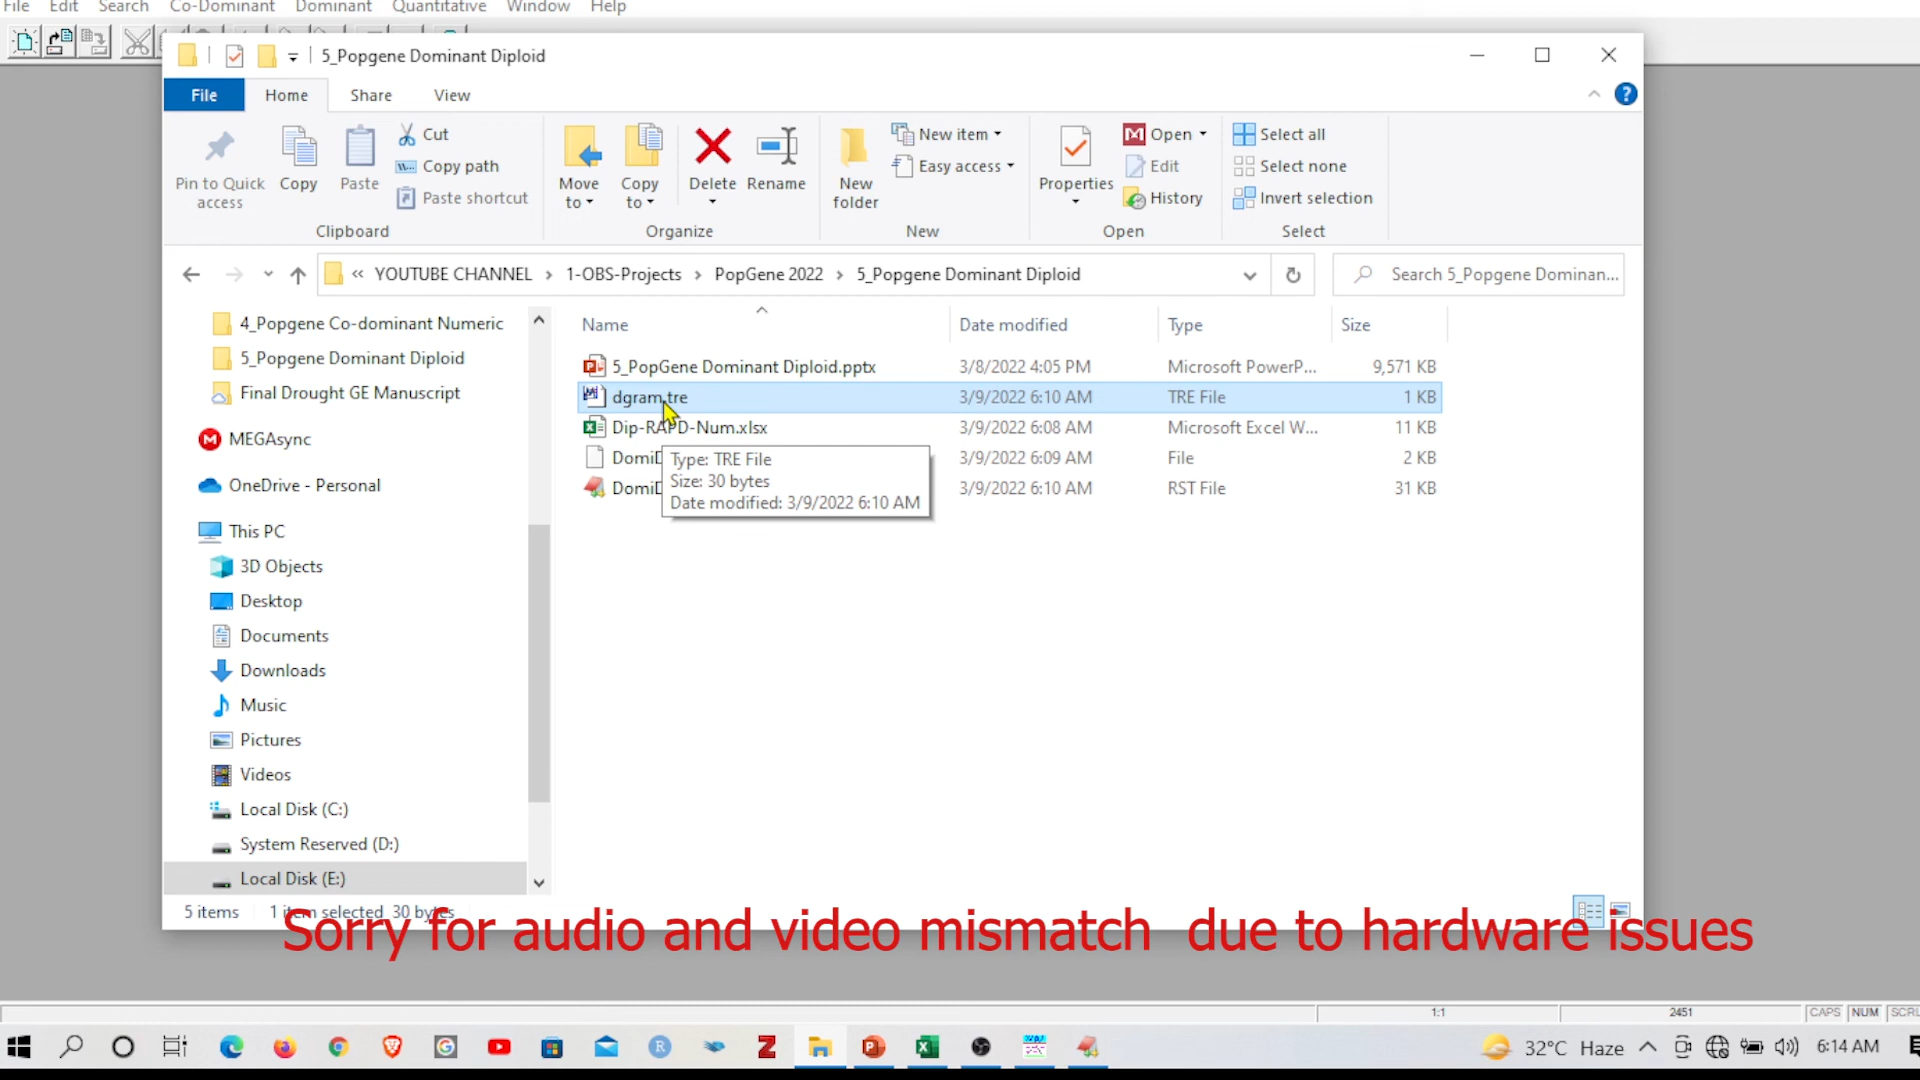 File Edit Search Co-Dominant Dominant Quantitative Window Help
5_Popgene Dominant Diploid
File Home Share View
Pin to Quick access
Copy
Paste
Cut
Copy path
Paste shortcut
Move to
Copy to
Delete
Rename
New folder
New item
Easy access
Properties
Open
Edit
History
Select all
Select none
Invert selection
Clipboard Organize New Open Select
« YOUTUBE CHANNEL › 1-OBS-Projects › PopGene 2022 › 5_Popgene Dominant Diploid
Search 5_Popgene Dominan...
4_Popgene Co-dominant Numeric
5_Popgene Dominant Diploid
Final Drought GE Manuscript
MEGAsync
OneDrive - Personal
This PC
3D Objects
Desktop
Documents
Downloads
Music
Pictures
Videos
Local Disk (C:)
System Reserved (D:)
Local Disk (E:)
Name Date modified Type Size
5_PopGene Dominant Diploid.pptx 3/8/2022 4:05 PM Microsoft PowerP... 9,571 KB
dgram.tre 3/9/2022 6:10 AM TRE File 1 KB
Dip-RAPD-Num.xlsx 3/9/2022 6:08 AM Microsoft Excel W... 11 KB
3/9/2022 6:09 AM File 2 KB
3/9/2022 6:10 AM RST File 31 KB
Type: TRE File
Size: 30 bytes
Date modified: 3/9/2022 6:10 AM
5 items 1 item selected 30 bytes
Sorry for audio and video mismatch due to hardware issues
1:1 2451 CAPS NUM
32°C Haze 6:14 AM